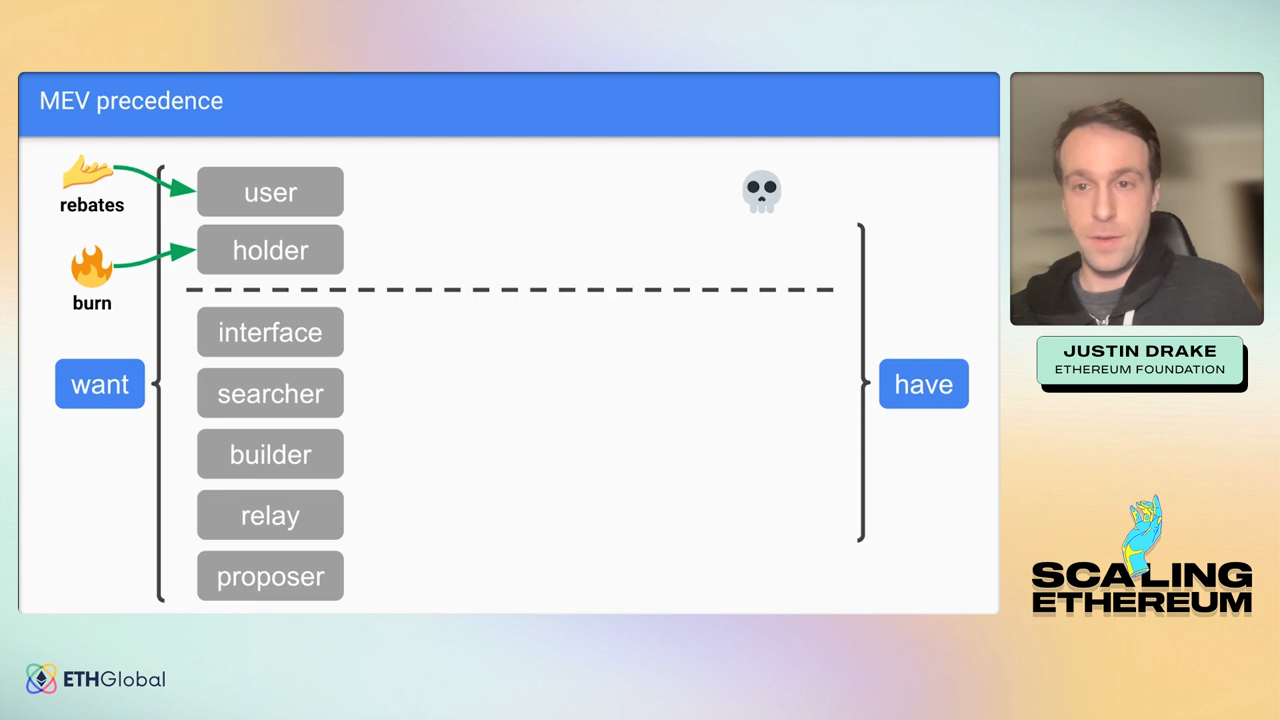 MEV precedence
rebates
user
holder
burn
interface
want
have
searcher
builder
relay
proposer
JUSTIN DRAKE
ETHEREUM FOUNDATION
SCALING
ETHEREUM
ETHGlobal